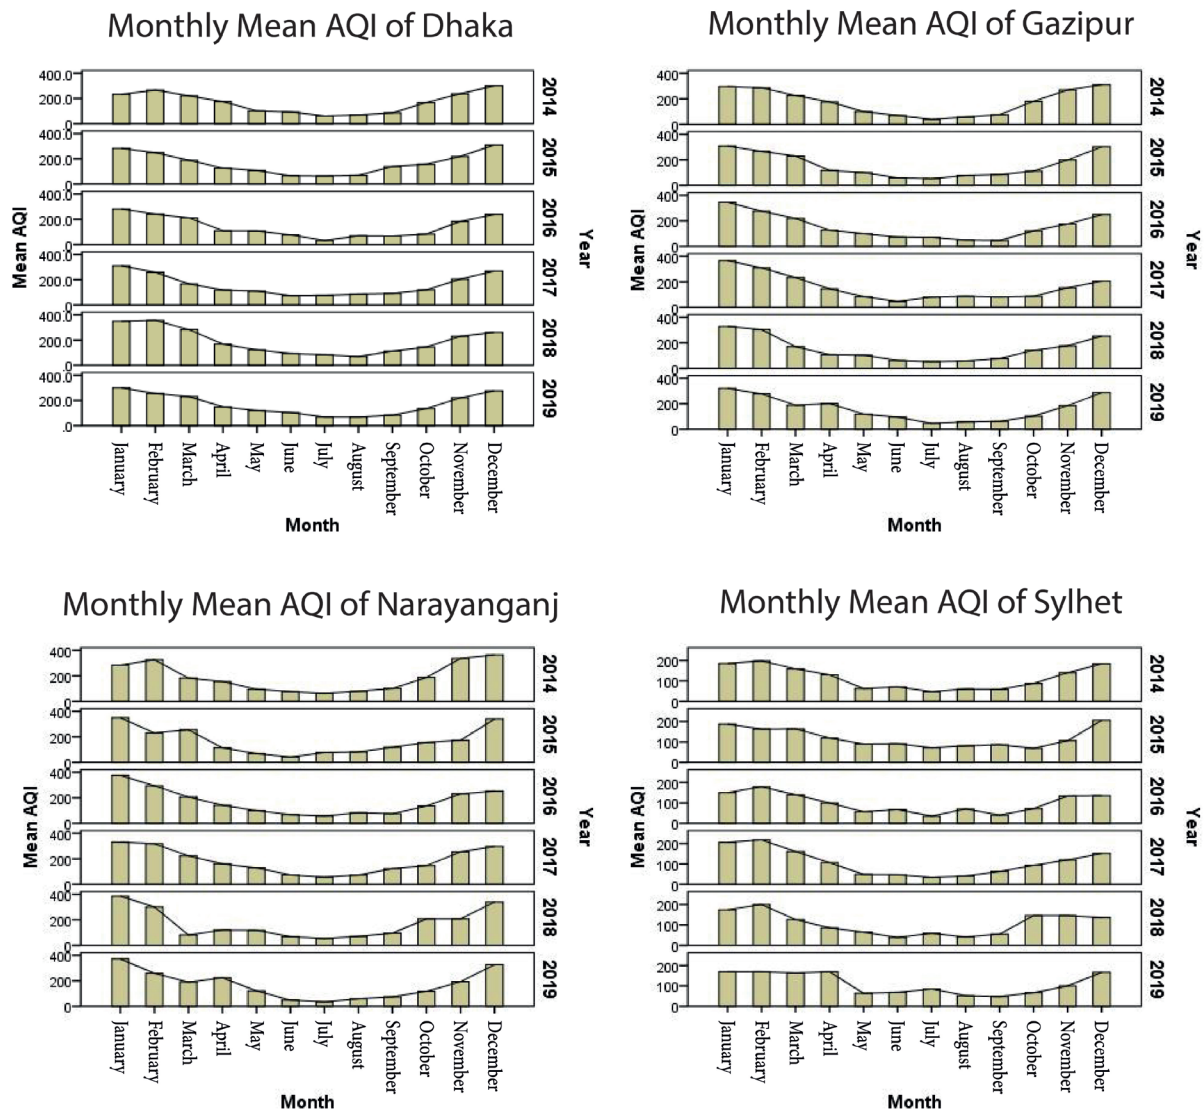 Monthly Mean AQI of Dhaka
Mean AQI
400.0
200.0
.0
2014
400.0
200.0
.0
2015
400.0
200.0
.0
2016
400.0
200.0
.0
2017
400.0
200.0
.0
2018
400.0
200.0
.0
2019
Year
January
February
March
April
May
June
July
August
September
October
November
December
Month
Monthly Mean AQI of Gazipur
Mean AQI
400
200
0
2014
400
200
0
2015
400
200
0
2016
400
200
0
2017
400
200
0
2018
400
200
0
2019
Year
January
February
March
April
May
June
July
August
September
October
November
December
Month
Monthly Mean AQI of Narayanganj
Mean AQI
400
200
0
2014
400
200
0
2015
400
200
0
2016
400
200
0
2017
400
200
0
2018
400
200
0
2019
Year
January
February
March
April
May
June
July
August
September
October
November
December
Month
Monthly Mean AQI of Sylhet
Mean AQI
200
100
0
2014
200
100
0
2015
200
100
0
2016
200
100
0
2017
200
100
0
2018
200
100
0
2019
Year
January
February
March
April
May
June
July
August
September
October
November
December
Month